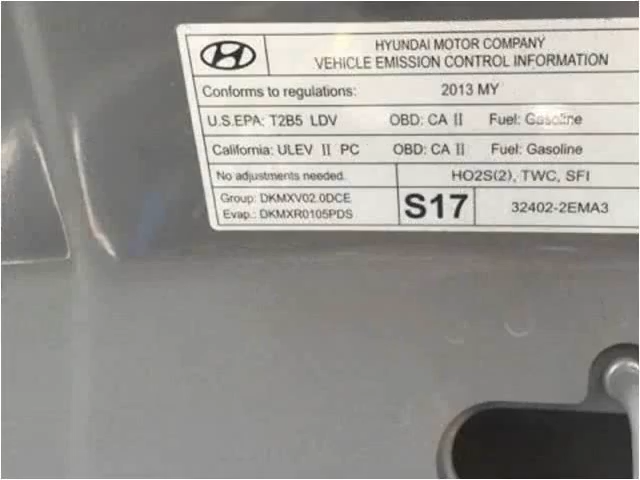 HYUNDAI MOTOR COMPANY
VEHICLE EMISSION CONTROL INFORMATION
Conforms to regulations: 2013 MY
U.S.EPA: T2B5 LDV OBD: CA II Fuel: Gasoline
California: ULEV II PC OBD: CA II Fuel: Gasoline
No adjustments needed. HO2S(2), TWC, SFI
Group: DKMXV02.0DCE
Evap.: DKMXR0105PDS
S17
32402-2EMA3